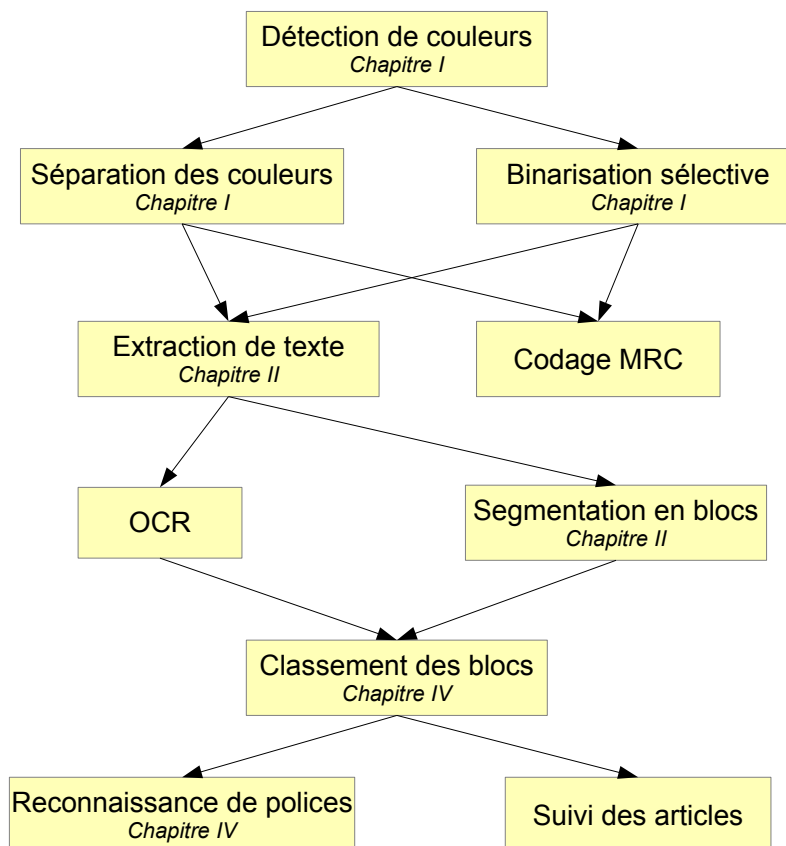 Détection de couleurs
Chapitre I
Séparation des couleurs
Chapitre I
Binarisation sélective
Chapitre I
Extraction de texte
Chapitre II
Codage MRC
OCR
Segmentation en blocs
Chapitre II
Classement des blocs
Chapitre IV
Reconnaissance de polices
Chapitre IV
Suivi des articles